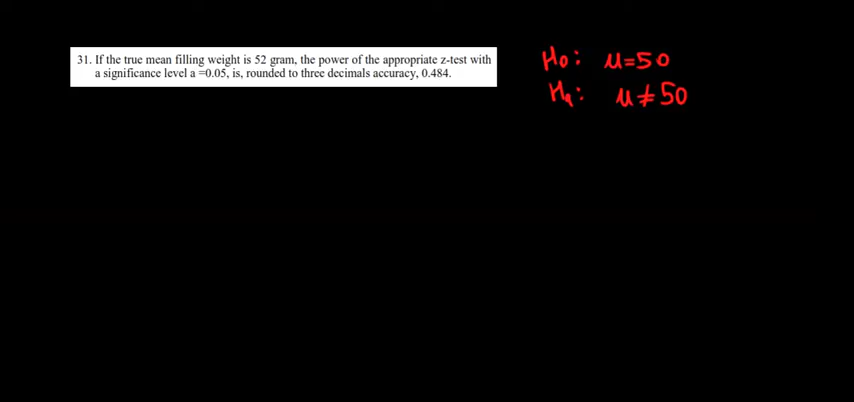 31. If the true mean filling weight is 52 gram, the power of the appropriate z-test with
a significance level a =0.05, is, rounded to three decimals accuracy, 0.484.
H0: μ=50
Ha: μ≠50